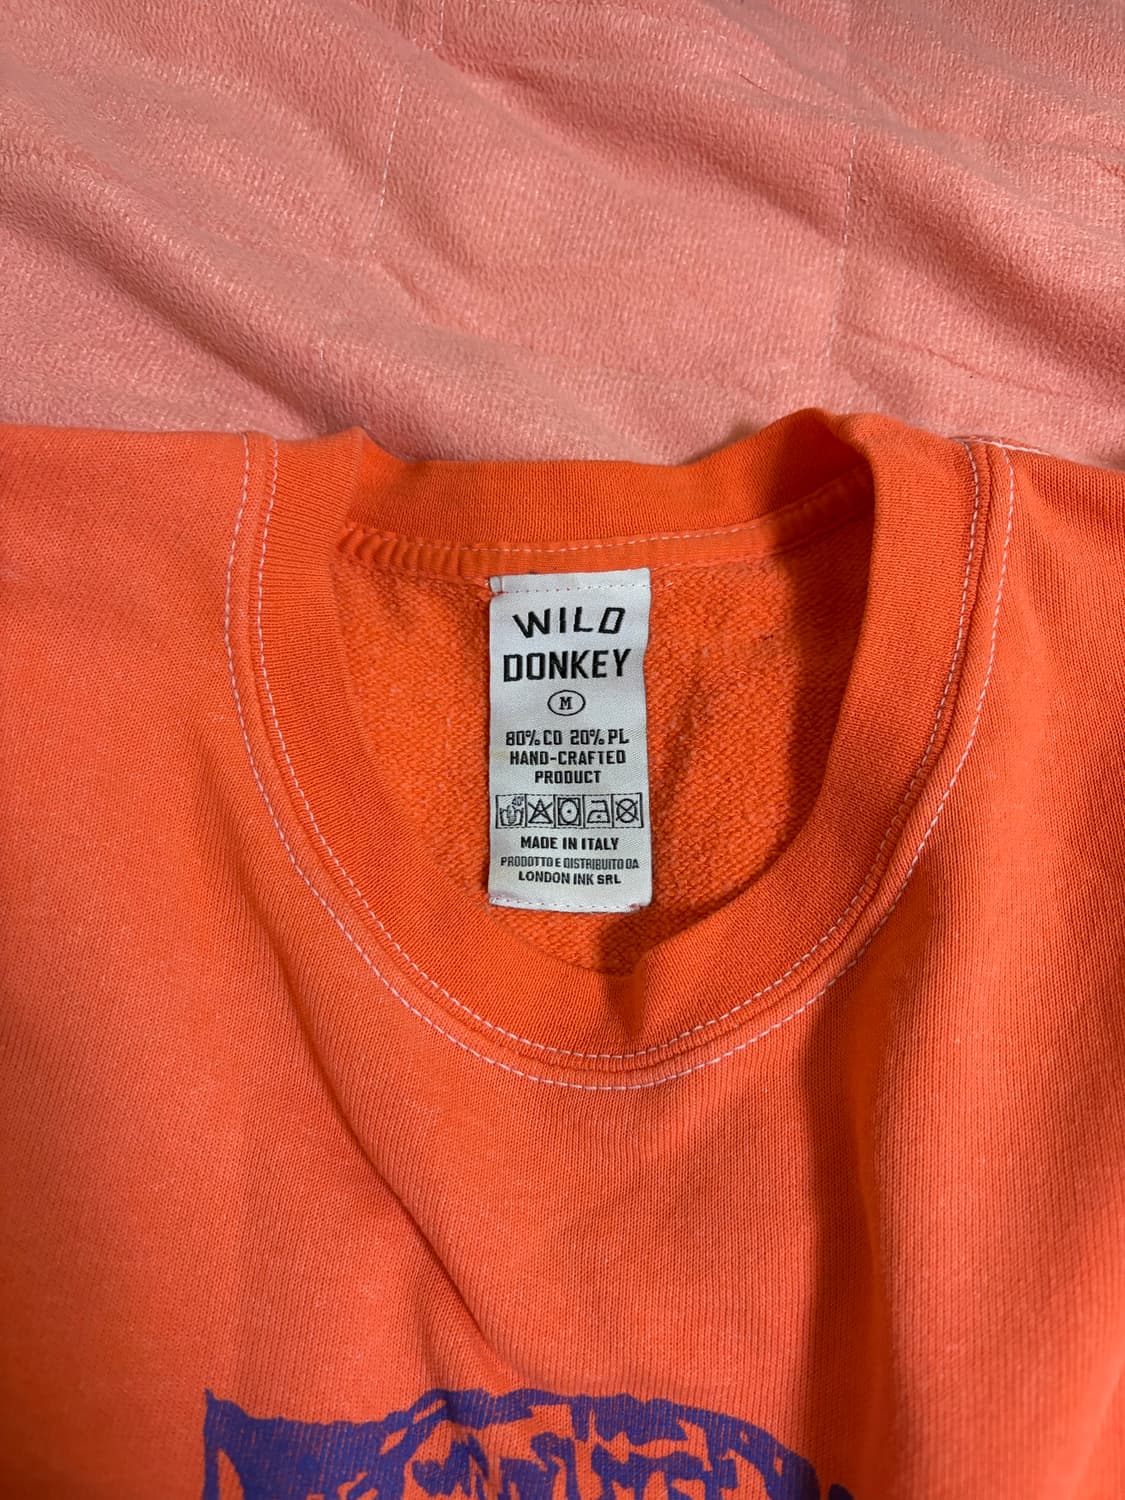 WILD
DONKEY
M
80% CO 20% PL
HAND-CRAFTED
PRODUCT
MADE IN ITALY
PRODOTTO E DISTRIBUITO DA
LONDON INK SRL